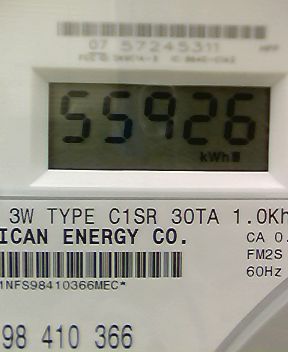 07 57245311
55926
kWh
3W TYPE C1SR 30TA 1.0Kh
ICAN ENERGY CO.
CA 0.
FM2S
60Hz
NFS98410366MEC*
98 410 366